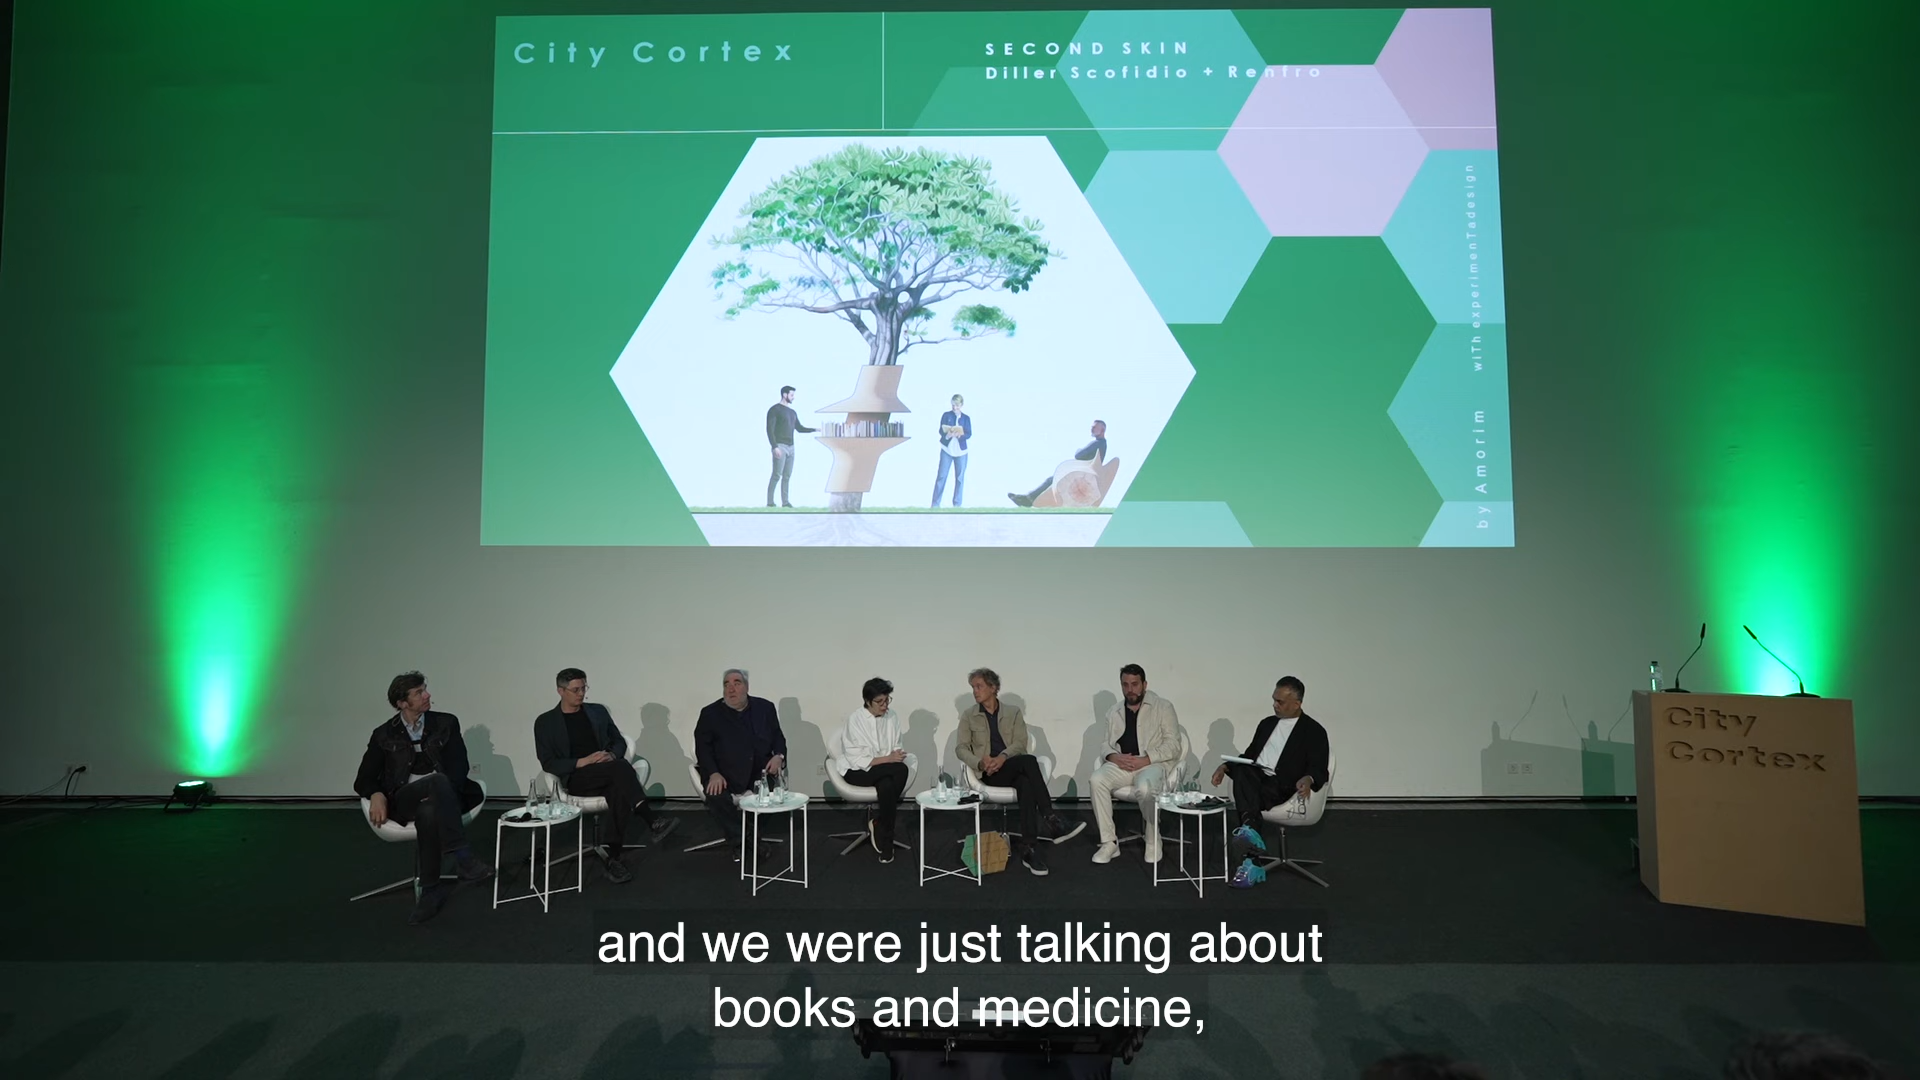 City Cortex
SECOND SKIN
Diller Scofidio + Renfro
by Amorim wiTh experimenTadesign
City
Cortex
and we were just talking about
books and medicine,